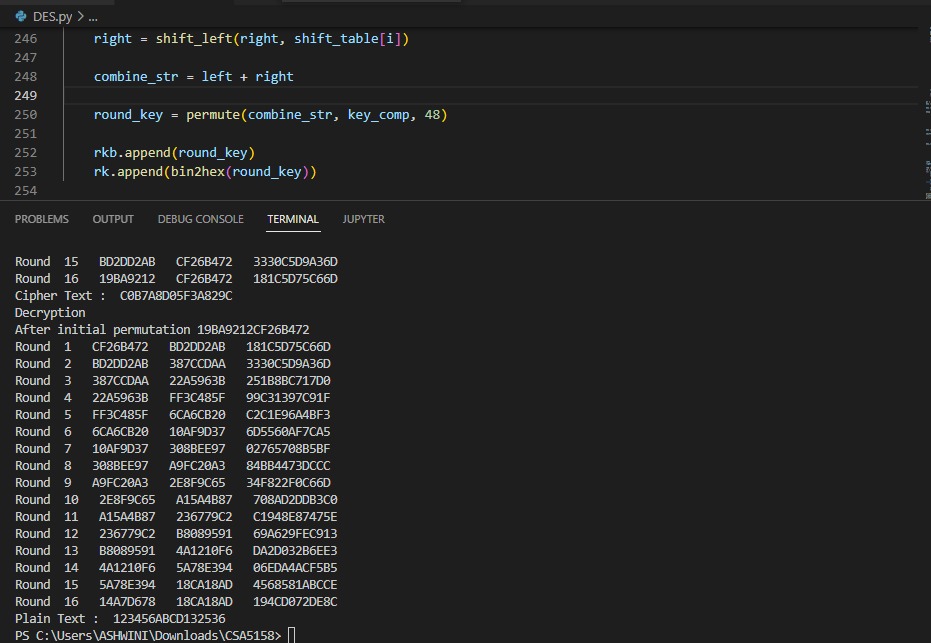 DES.py > ...
246 right = shift_left(right, shift_table[i])
247
248 combine_str = left + right
249
250 round_key = permute(combine_str, key_comp, 48)
251
252 rkb.append(round_key)
253 rk.append(bin2hex(round_key))
254
PROBLEMS OUTPUT DEBUG CONSOLE TERMINAL JUPYTER
Round 15 BD2DD2AB CF26B472 3330C5D9A36D
Round 16 19BA9212 CF26B472 181C5D75C66D
Cipher Text : C0B7A8D05F3A829C
Decryption
After initial permutation 19BA9212CF26B472
Round 1 CF26B472 BD2DD2AB 181C5D75C66D
Round 2 BD2DD2AB 387CCDAA 3330C5D9A36D
Round 3 387CCDAA 22A5963B 251B8BC717D0
Round 4 22A5963B FF3C485F 99C31397C91F
Round 5 FF3C485F 6CA6CB20 C2C1E96A4BF3
Round 6 6CA6CB20 10AF9D37 6D5560AF7CA5
Round 7 10AF9D37 308BEE97 02765708B5BF
Round 8 308BEE97 A9FC20A3 84BB4473DCCC
Round 9 A9FC20A3 2E8F9C65 34F822F0C66D
Round 10 2E8F9C65 A15A4B87 708AD2DDB3C0
Round 11 A15A4B87 236779C2 C1948E87475E
Round 12 236779C2 B8089591 69A629FEC913
Round 13 B8089591 4A1210F6 DA2D032B6EE3
Round 14 4A1210F6 5A78E394 06EDA4ACF5B5
Round 15 5A78E394 18CA18AD 4568581ABCCE
Round 16 14A7D678 18CA18AD 194CD072DE8C
Plain Text : 123456ABCD132536
PS C:\Users\ASHWINI\Downloads\CSA5158>